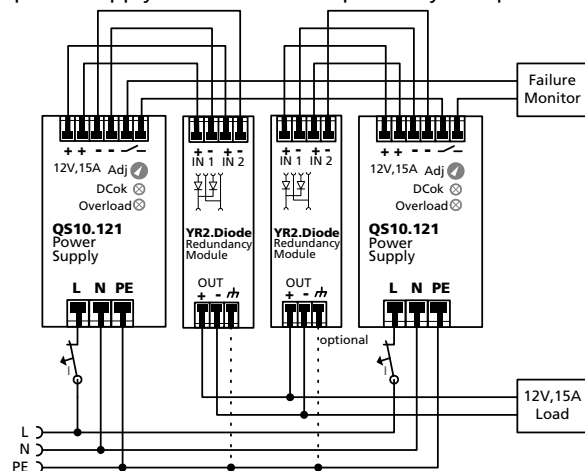 Failure
Monitor
+ + - -
+ - + -
IN 1 IN 2
+ - + -
IN 1 IN 2
+ + - -
12V,15A Adj
DCok
Overload
QS10.121
Power
Supply
L N PE
YR2.Diode
Redundancy
Module
OUT
+ -
YR2.Diode
Redundancy
Module
OUT
+ -
optional
12V,15A Adj
DCok
Overload
QS10.121
Power
Supply
L N PE
I
I
12V,15A
Load
L
N
PE